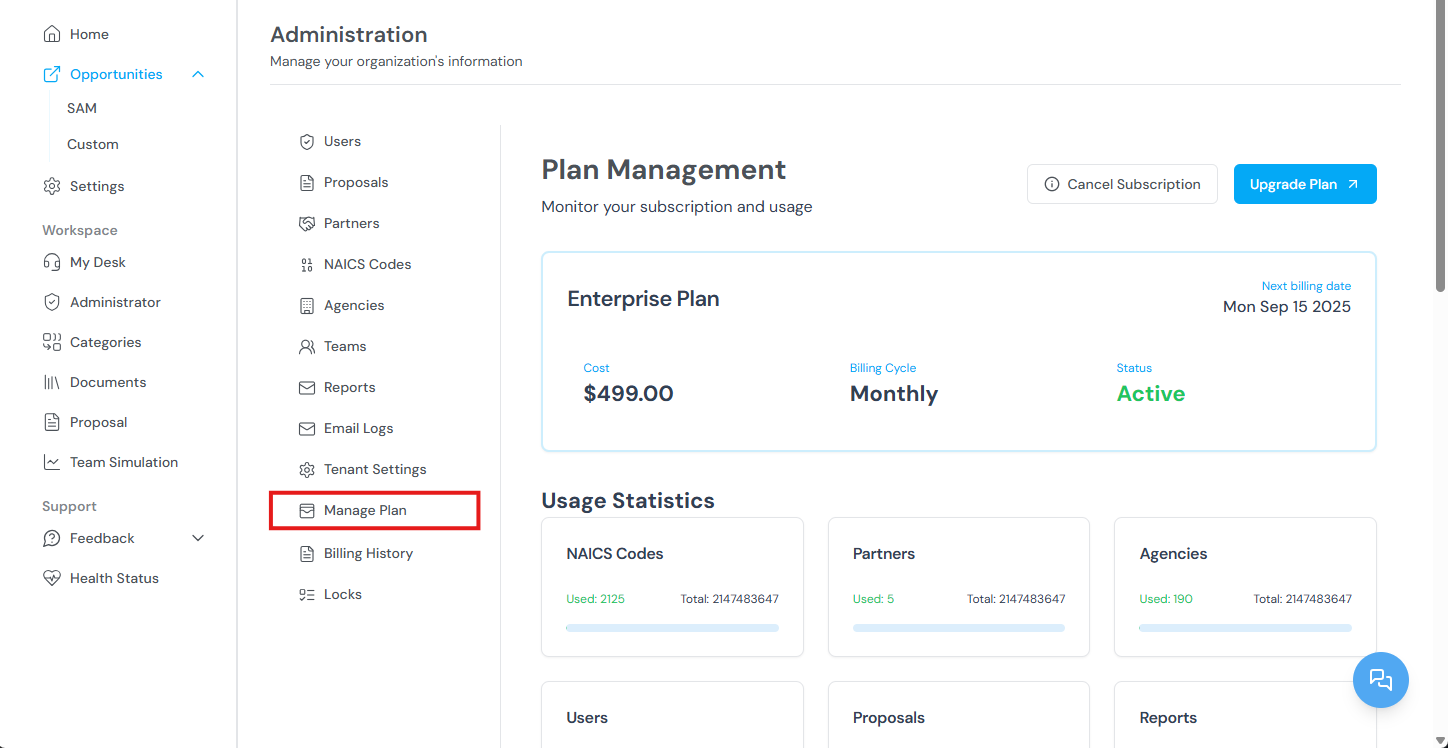 Home
Opportunities
SAM
Custom
Settings
Workspace
My Desk
Administrator
Categories
Documents
Proposal
Team Simulation
Support
Feedback
Health Status
Administration
Manage your organization's information
Users
Proposals
Partners
NAICS Codes
Agencies
Teams
Reports
Email Logs
Tenant Settings
Manage Plan
Billing History
Locks
Plan Management
Monitor your subscription and usage
Cancel Subscription
Upgrade Plan
Enterprise Plan
Next billing date
Mon Sep 15 2025
Cost
$499.00
Billing Cycle
Monthly
Status
Active
Usage Statistics
NAICS Codes
Used: 2125 Total: 2147483647
Partners
Used: 5 Total: 2147483647
Agencies
Used: 190 Total: 2147483647
Users
Proposals
Reports